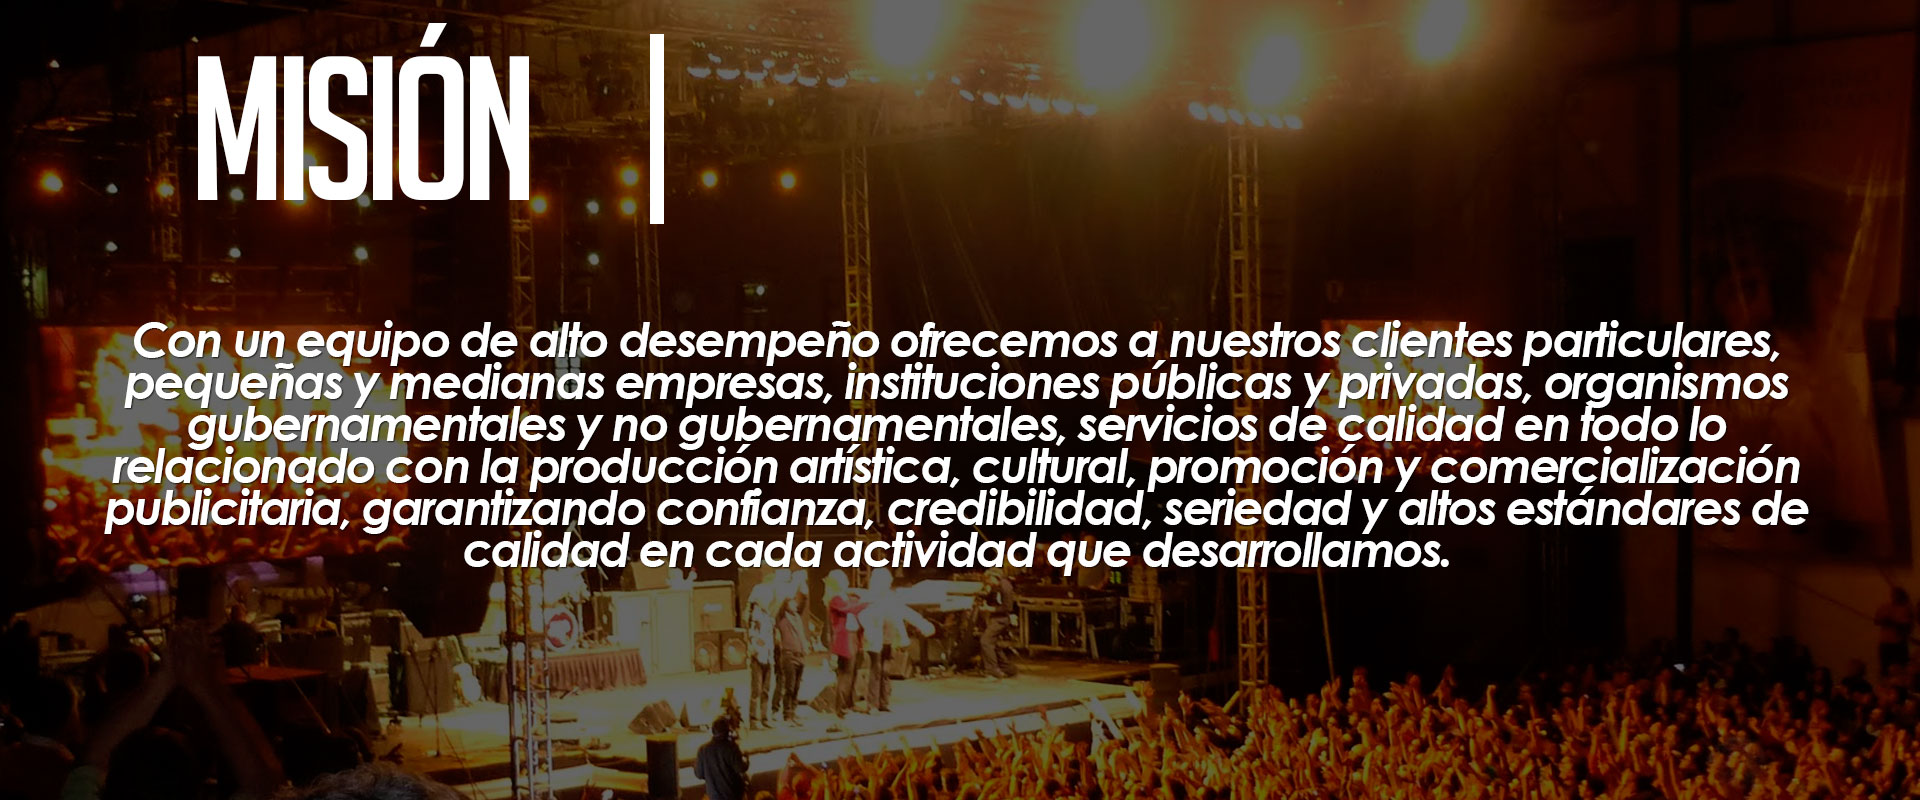 MISIÓN
Con un equipo de alto desempeño ofrecemos a nuestros clientes particulares,
pequeñas y medianas empresas, instituciones públicas y privadas, organismos
gubernamentales y no gubernamentales, servicios de calidad en todo lo
relacionado con la producción artística, cultural, promoción y comercialización
publicitaria, garantizando confianza, credibilidad, seriedad y altos estándares de
calidad en cada actividad que desarrollamos.